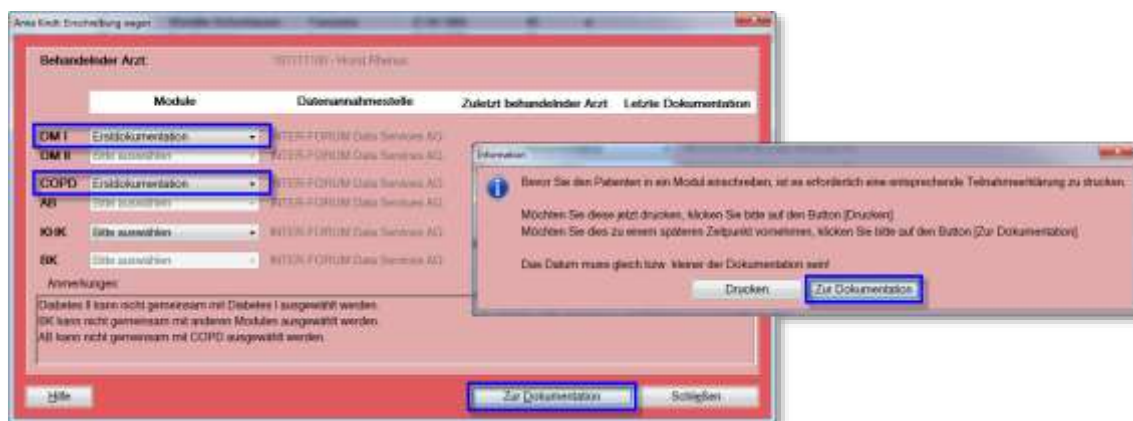 Einschreibung wegen
Behandelnder Arzt:
Module Datenannahmestelle Zuletzt behandelnder Arzt Letzte Dokumentation
DM I Erstdokumentation INTER-FORUM Data Services AG
DM II Bitte auswählen INTER-FORUM Data Services AG
COPD Erstdokumentation INTER-FORUM Data Services AG
AB Bitte auswählen INTER-FORUM Data Services AG
KHK Bitte auswählen INTER-FORUM Data Services AG
BK Bitte auswählen INTER-FORUM Data Services AG
Anmerkungen:
Diabetes II kann nicht gemeinsam mit Diabetes I ausgewählt werden.
BK kann nicht gemeinsam mit anderen Modulen ausgewählt werden.
AB kann nicht gemeinsam mit COPD ausgewählt werden.
Hilfe Zur Dokumentation Schließen
Information
Bevor Sie den Patienten in ein Modul einschreiben, ist es erforderlich eine entsprechende Teilnahmeerklärung zu drucken.
Möchten Sie diese jetzt drucken, klicken Sie bitte auf den Button [Drucken]
Möchten Sie dies zu einem späteren Zeitpunkt vornehmen, klicken Sie bitte auf den Button [Zur Dokumentation]
Das Datum muss gleich bzw. kleiner der Dokumentation sein!
Drucken Zur Dokumentation